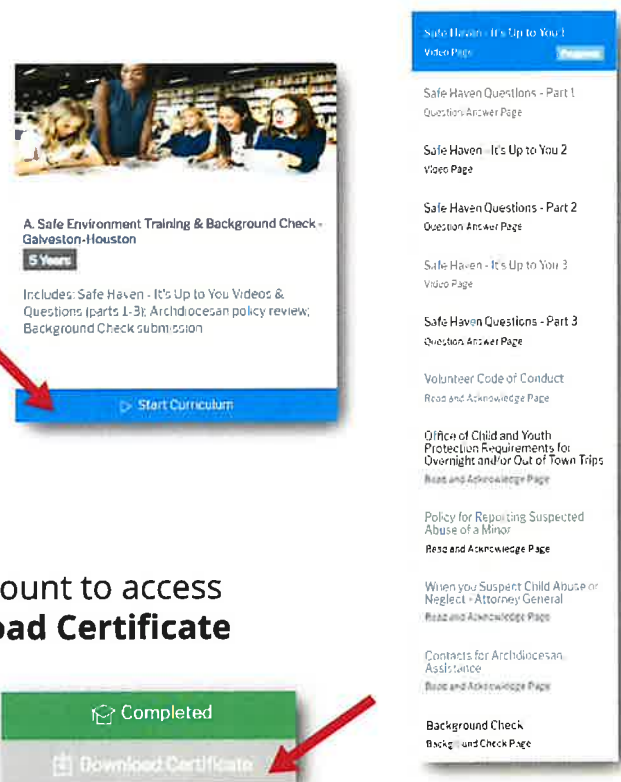 A. Safe Environment Training & Background Check -
Galveston-Houston
5 Years
Includes: Safe Haven - It's Up to You Videos &
Questions (parts 1-3); Archdiocesan policy review;
Background Check submission
Start Curriculum
ount to access
oad Certificate
Completed
Download Certificate
Safe Haven - It's Up to You 1
Video Page
Safe Haven Questions - Part 1
Question Answer Page
Safe Haven - It's Up to You 2
Video Page
Safe Haven Questions - Part 2
Question Answer Page
Safe Haven - It's Up to You 3
Video Page
Safe Haven Questions - Part 3
Question Answer Page
Volunteer Code of Conduct
Read and Acknowledge Page
Office of Child and Youth
Protection Requirements for
Overnight and/or Out of Town Trips
Read and Acknowledge Page
Policy for Reporting Suspected
Abuse of a Minor
Read and Acknowledge Page
When you Suspect Child Abuse or
Neglect - Attorney General
Read and Acknowledge Page
Contacts for Archdiocesan
Assistance
Read and Acknowledge Page
Background Check
Background Check Page